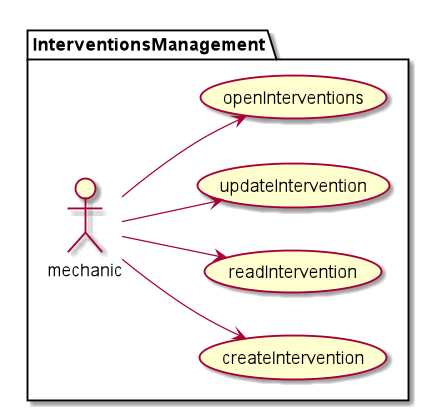 InterventionsManagement
openInterventions
updateIntervention
mechanic
readIntervention
createIntervention